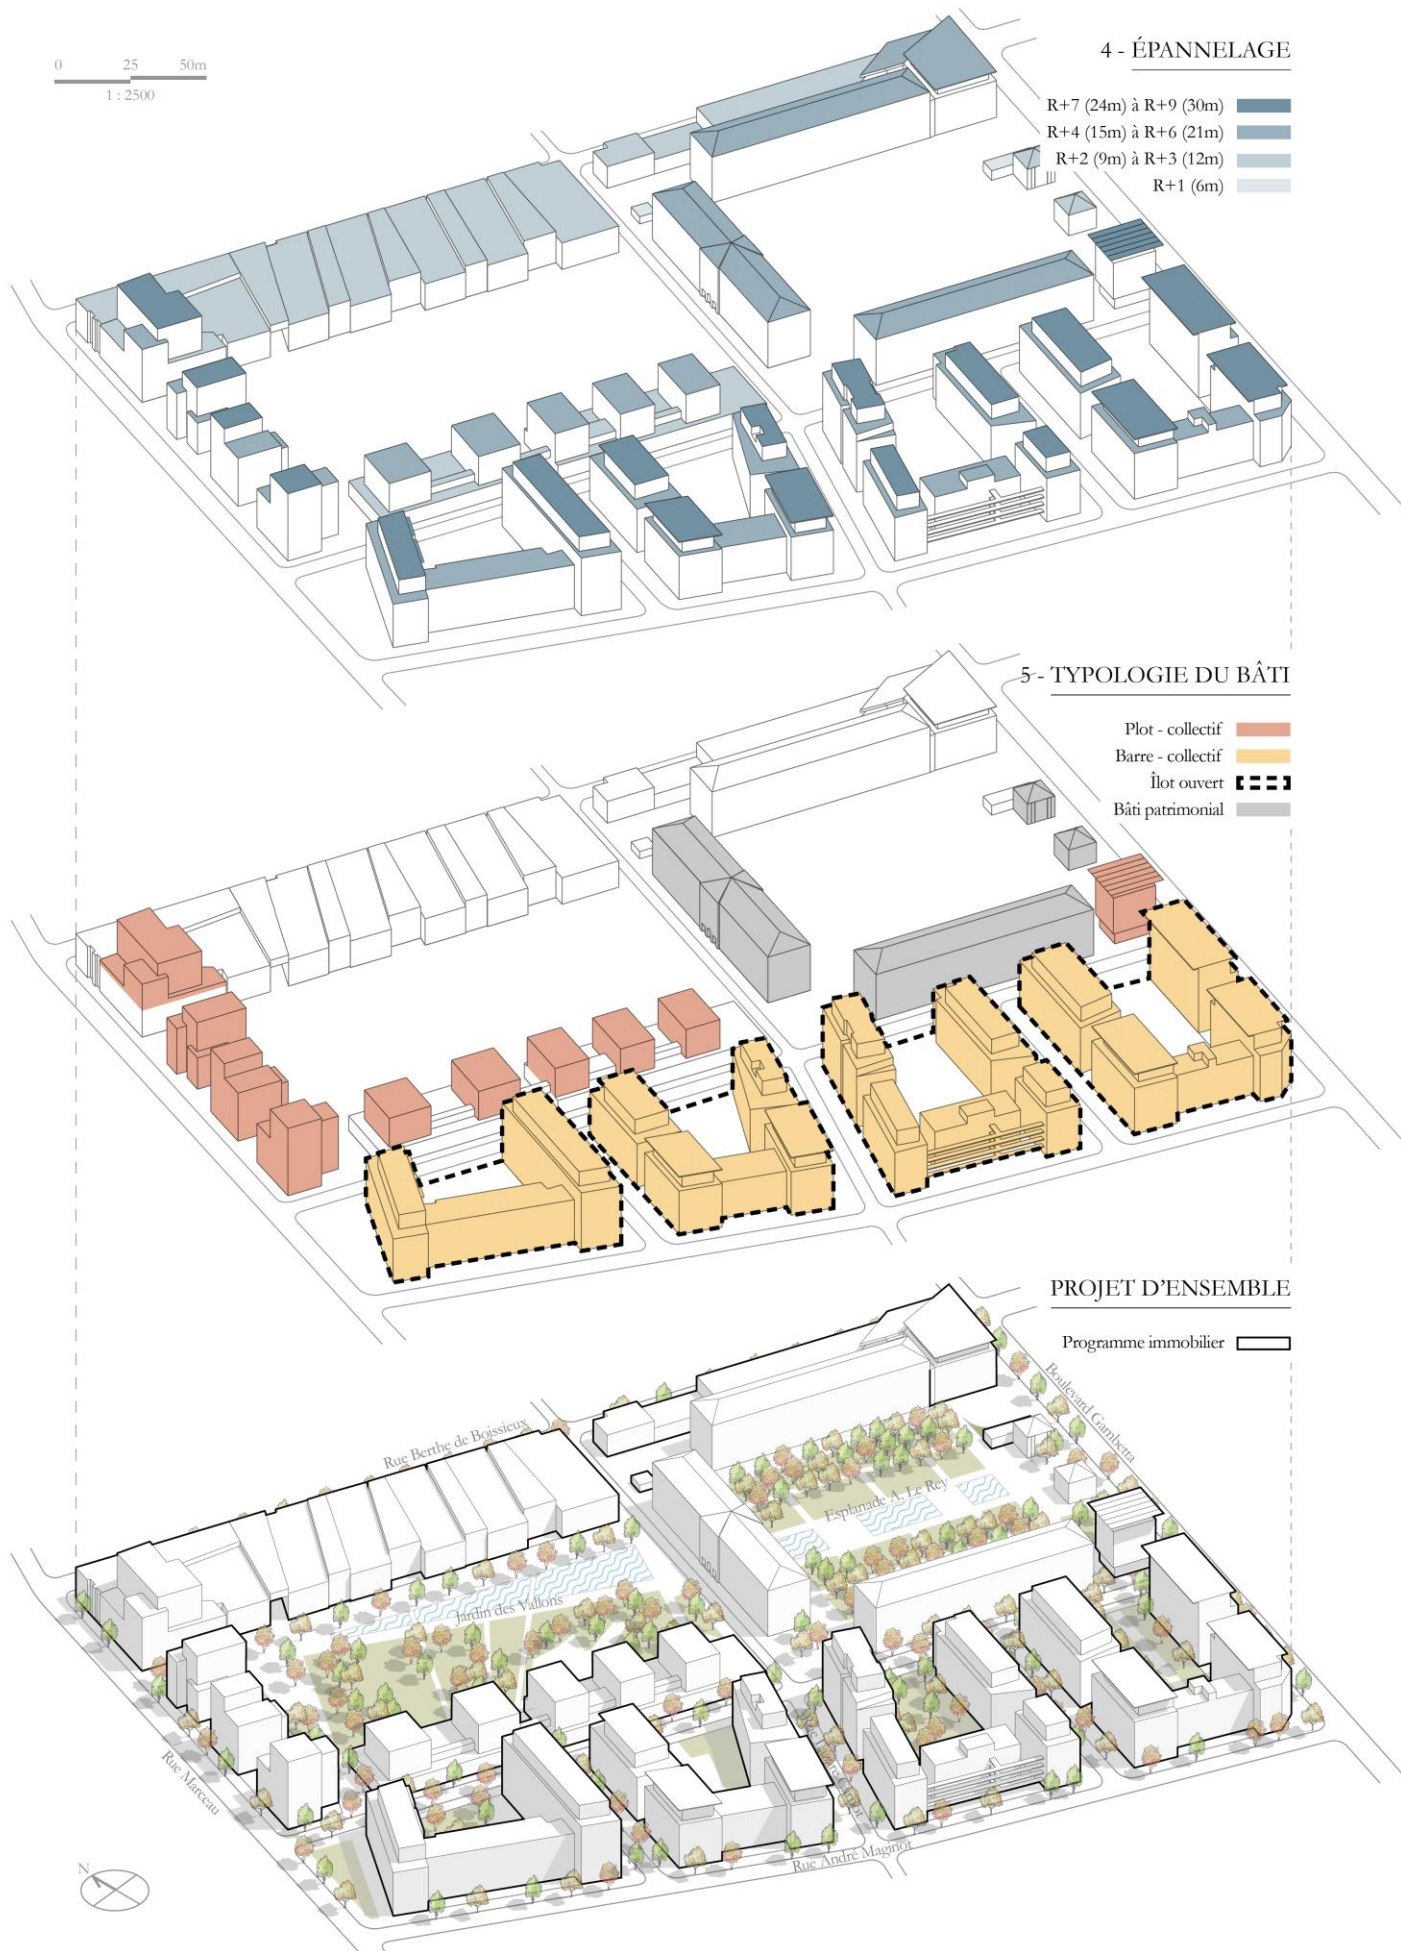 0 25 50m
1 : 2500
4 - ÉPANNELAGE
R+7 (24m) à R+9 (30m)
R+4 (15m) à R+6 (21m)
R+2 (9m) à R+3 (12m)
R+1 (6m)
5 - TYPOLOGIE DU BÂTI
Plot - collectif
Barre - collectif
Îlot ouvert
Bâti patrimonial
PROJET D'ENSEMBLE
Programme immobilier
Boulevard Gambetta
Rue Berthe de Boissieux
Esplanade A. Le Rey
Jardin des Vallons
Rue Marceau
Rue André Maginot
N